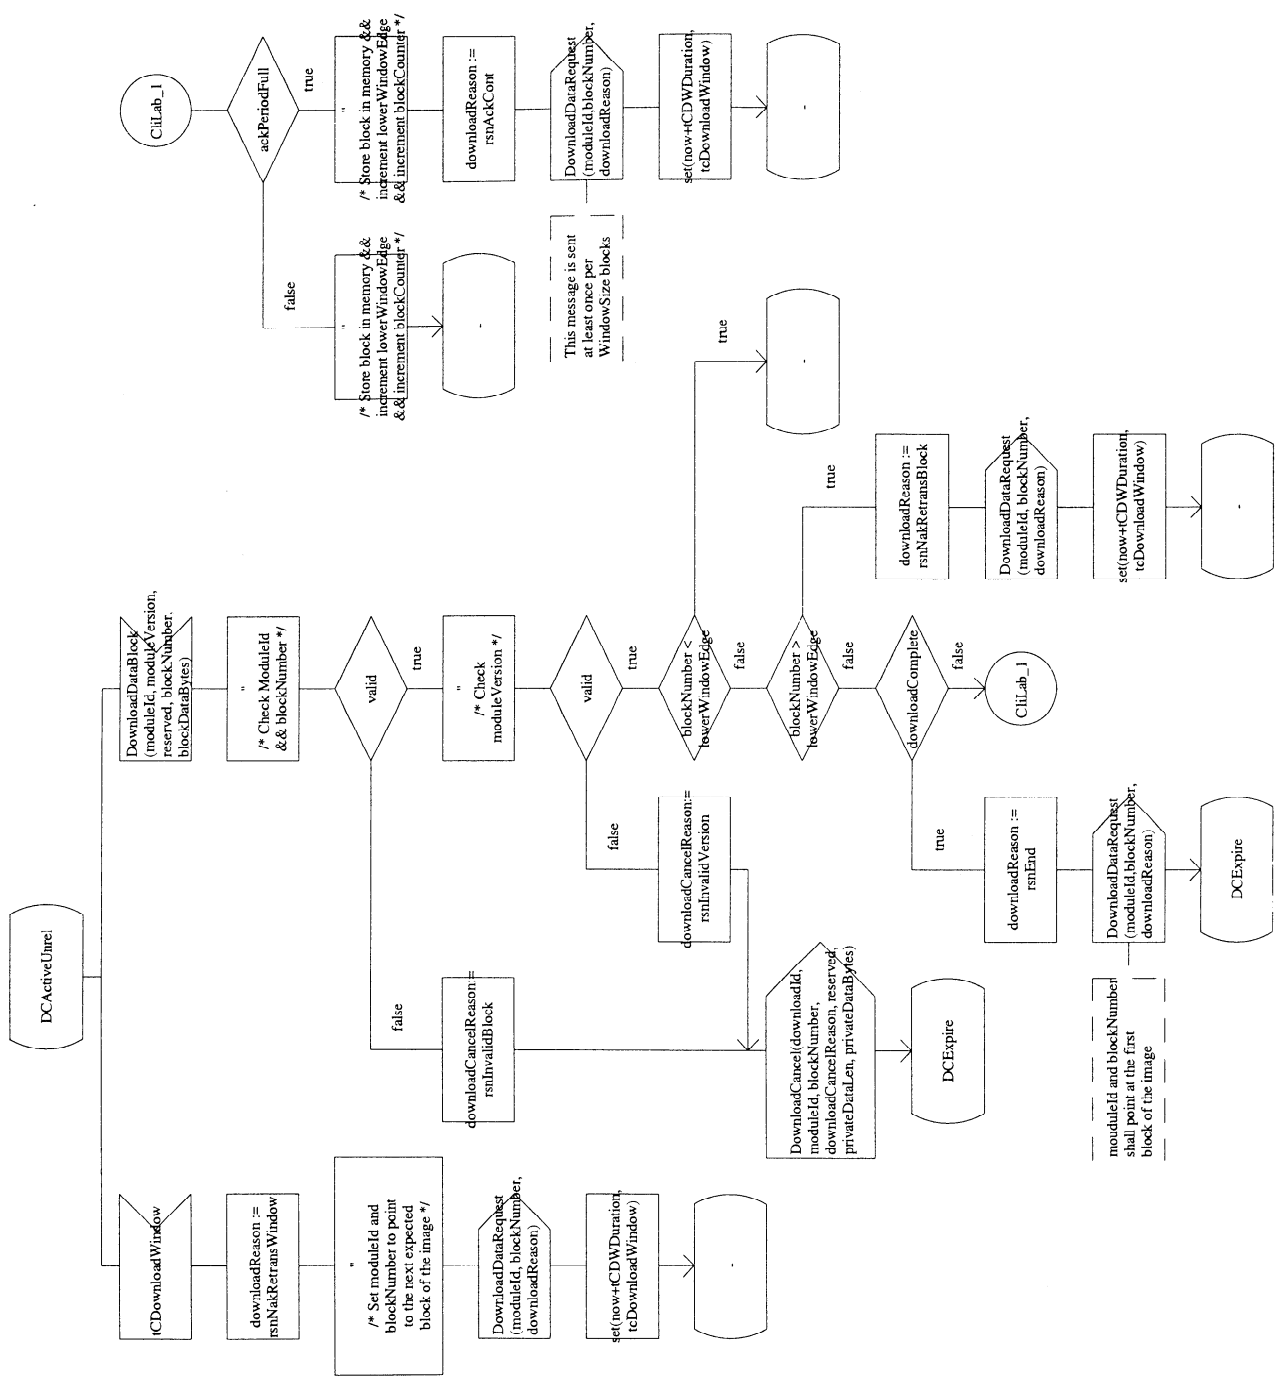 DCActiveUnrel
tCDownloadWindow
downloadReason :=
rsnNakRetransWindow
"
/* Set moduleId and
blockNumber to point
to the next expected
block of the image */
DownloadDataRequest
(moduleId, blockNumber,
downloadReason)
set(now+tCDWDuration,
tcDownloadWindow)
-
DownloadDataBlock
(moduleId, moduleVersion,
reserved, blockNumber.
blockDataBytes)
"
/* Check ModuleId
&& blockNumber */
valid
false
true
downloadCancelReason:=
rsnInvalidBlock
"
/* Check
moduleVersion */
valid
false
true
downloadCancelReason:=
rsnInvalidVersion
DownloadCancel(downloadId,
moduleId, blockNumber,
downloadCancelReason, reserved,
privateDataLen, privateDataBytes)
DCExpire
blockNumber <
lowerWindowEdge
false
true
-
blockNumber >
lowerWindowEdge
false
true
downloadReason :=
rsnNakRetransBlock
DownloadDataRequest
(moduleId, blockNumber,
downloadReason)
set(now+tCDWDuration,
tcDownloadWindow)
-
downloadComplete
true
false
CliLab_1
downloadReason :=
rsnEnd
DownloadDataRequest
(moduleId,blockNumber,
downloadReason)
mouduleId and blockNumber
shall point at the first
block of the image
DCExpire
CliLab_1
ackPeriodFull
false
true
"
/* Store block in memory &&
increment lowerWindowEdge
&& increment blockCounter */
-
"
/* Store block in memory &&
increment lowerWindowEdge
&& increment blockCounter */
downloadReason :=
rsnAckCont
DownloadDataRequest
(moduleId,blockNumber,
downloadReason)
This message is sent
at least once per
WindowSize blocks
set(now+tCDWDuration,
tcDownloadWindow)
-